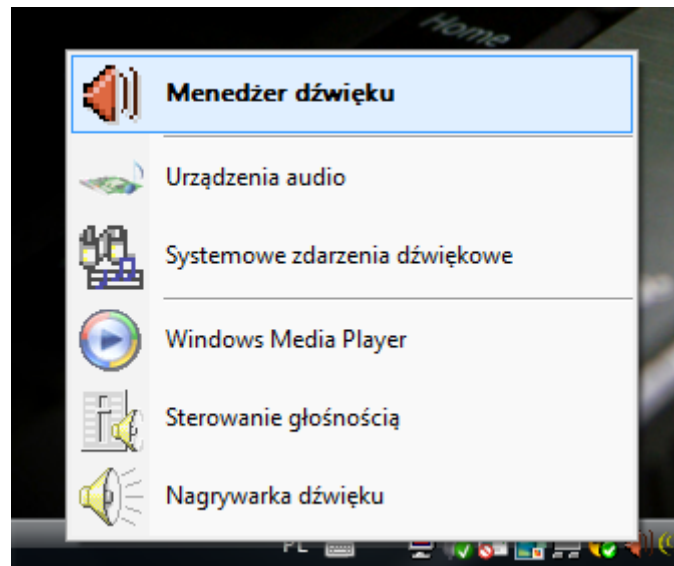 Home
Menedżer dźwięku
Urządzenia audio
Systemowe zdarzenia dźwiękowe
Windows Media Player
Sterowanie głośnością
Nagrywarka dźwięku
PL